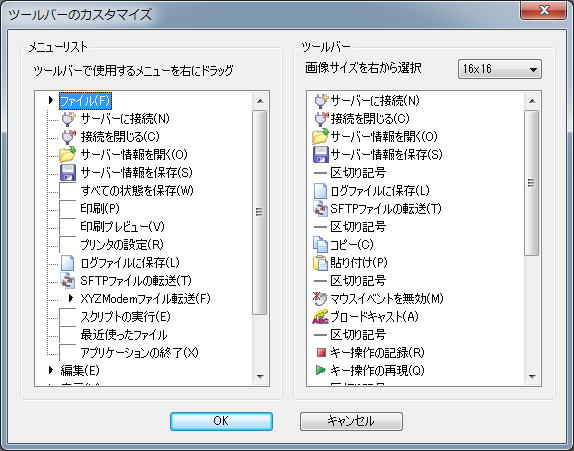 ツールバーのカスタマイズ
メニューリスト
ツールバーで使用するメニューを右にドラッグ
ファイル(F)
サーバーに接続(N)
接続を閉じる(C)
サーバー情報を開く(O)
サーバー情報を保存(S)
すべての状態を保存(W)
印刷(P)
印刷プレビュー(V)
プリンタの設定(R)
ログファイルに保存(L)
SFTPファイルの転送(T)
XYZModemファイル転送(F)
スクリプトの実行(E)
最近使ったファイル
アプリケーションの終了(X)
編集(E)
ツールバー
画像サイズを右から選択
16x16
サーバーに接続(N)
接続を閉じる(C)
サーバー情報を開く(O)
サーバー情報を保存(S)
区切り記号
ログファイルに保存(L)
SFTPファイルの転送(T)
区切り記号
コピー(C)
貼り付け(P)
区切り記号
マウスイベントを無効(M)
ブロードキャスト(A)
区切り記号
キー操作の記録(R)
キー操作の再現(Q)
区切り記号
OK
キャンセル